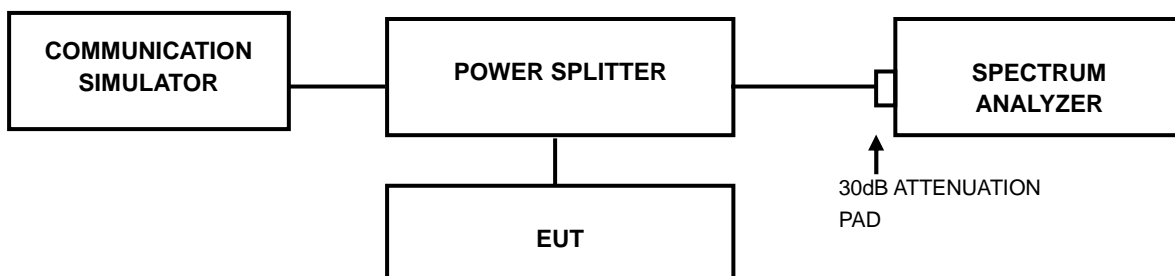 COMMUNICATION
SIMULATOR
POWER SPLITTER
SPECTRUM
ANALYZER
30dB ATTENUATION
PAD
EUT